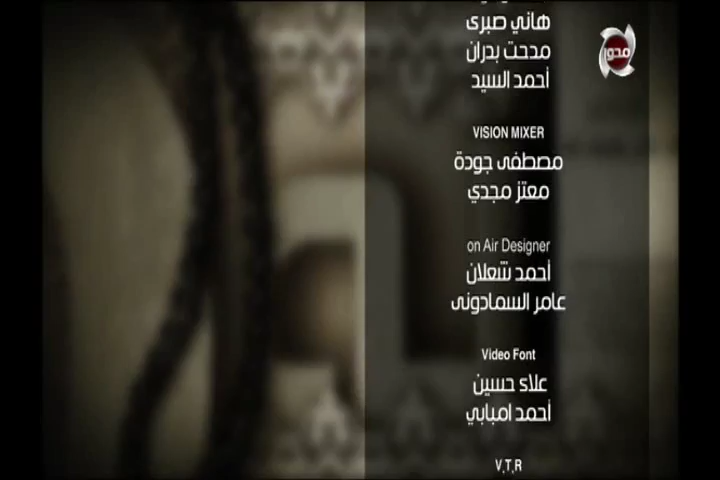 هاني صبرى
مدحت بدران
أحمد السيد
محور
VISION MIXER
مصطفى جودة
معتز مجدي
on Air Designer
أحمد شعلان
عامر السمادونى
Video Font
علاء حسين
أحمد امبابي
V.T.R